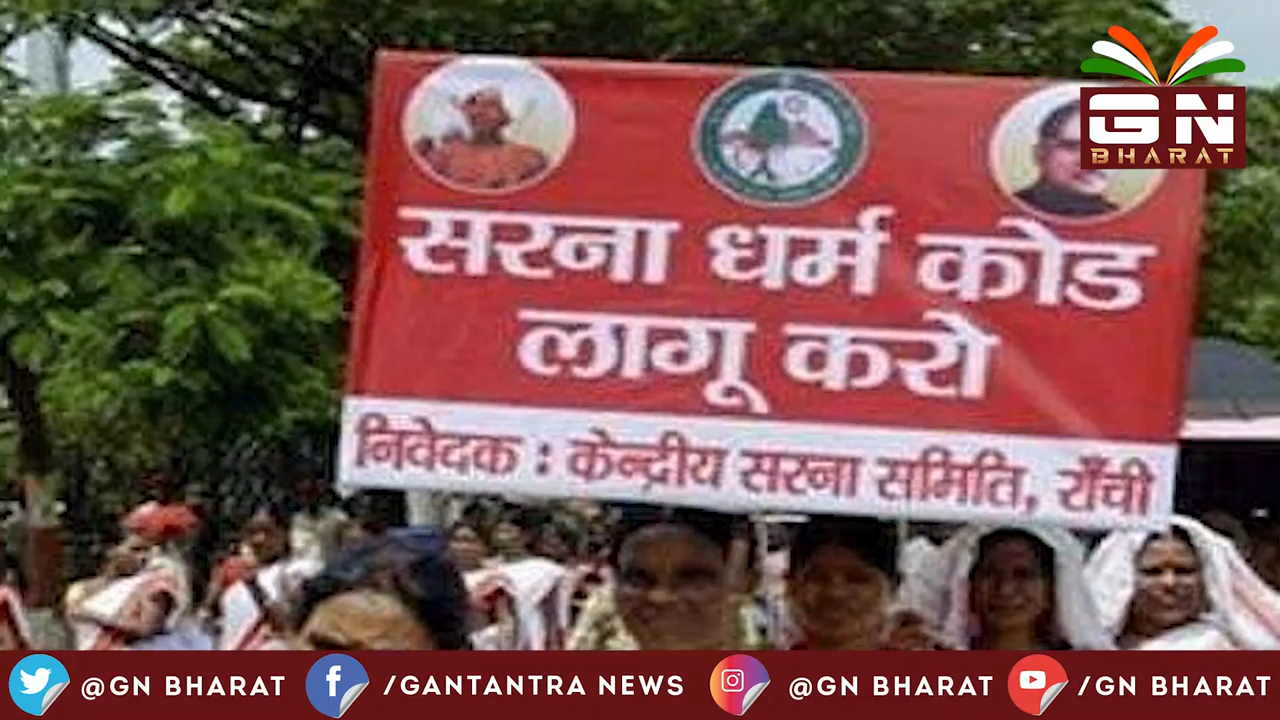 GN
BHARAT
सरना धर्म कोड
लागू करो
निवेदक : केन्द्रीय सरना समिति, राँची
@GN BHARAT
/GANTANTRA NEWS
@GN BHARAT
/GN BHARAT